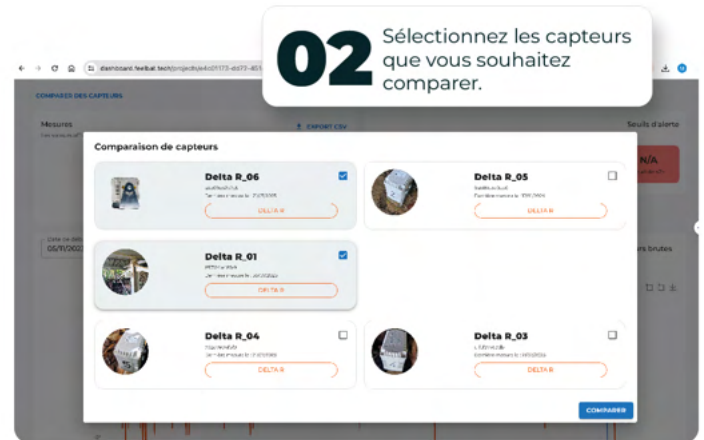 02
Sélectionnez les capteurs
que vous souhaitez
comparer.
COMPARER DES CAPTEURS
Mesures
EXPORT CSV
Seuils d'alerte
N/A
Comparaison de capteurs
Delta R_06
DELTA R
Delta R_05
DELTA R
Delta R_01
DELTA R
Delta R_04
DELTA R
Delta R_03
DELTA R
COMPARER